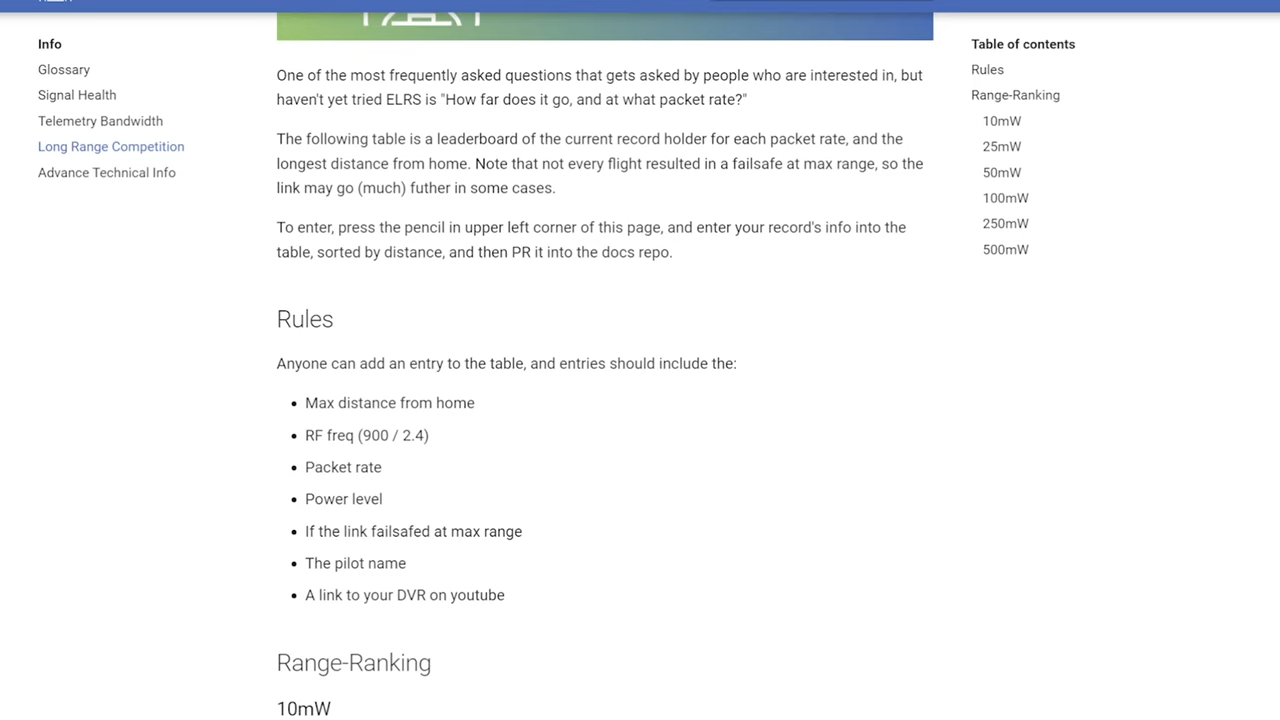 Info
Glossary
Signal Health
Telemetry Bandwidth
Long Range Competition
Advance Technical Info
One of the most frequently asked questions that gets asked by people who are interested in, but
haven't yet tried ELRS is "How far does it go, and at what packet rate?"
The following table is a leaderboard of the current record holder for each packet rate, and the
longest distance from home. Note that not every flight resulted in a failsafe at max range, so the
link may go (much) futher in some cases.
To enter, press the pencil in upper left corner of this page, and enter your record's info into the
table, sorted by distance, and then PR it into the docs repo.
Rules
Anyone can add an entry to the table, and entries should include the:
• Max distance from home
• RF freq (900 / 2.4)
• Packet rate
• Power level
• If the link failsafed at max range
• The pilot name
• A link to your DVR on youtube
Range-Ranking
10mW
Table of contents
Rules
Range-Ranking
10mW
25mW
50mW
100mW
250mW
500mW